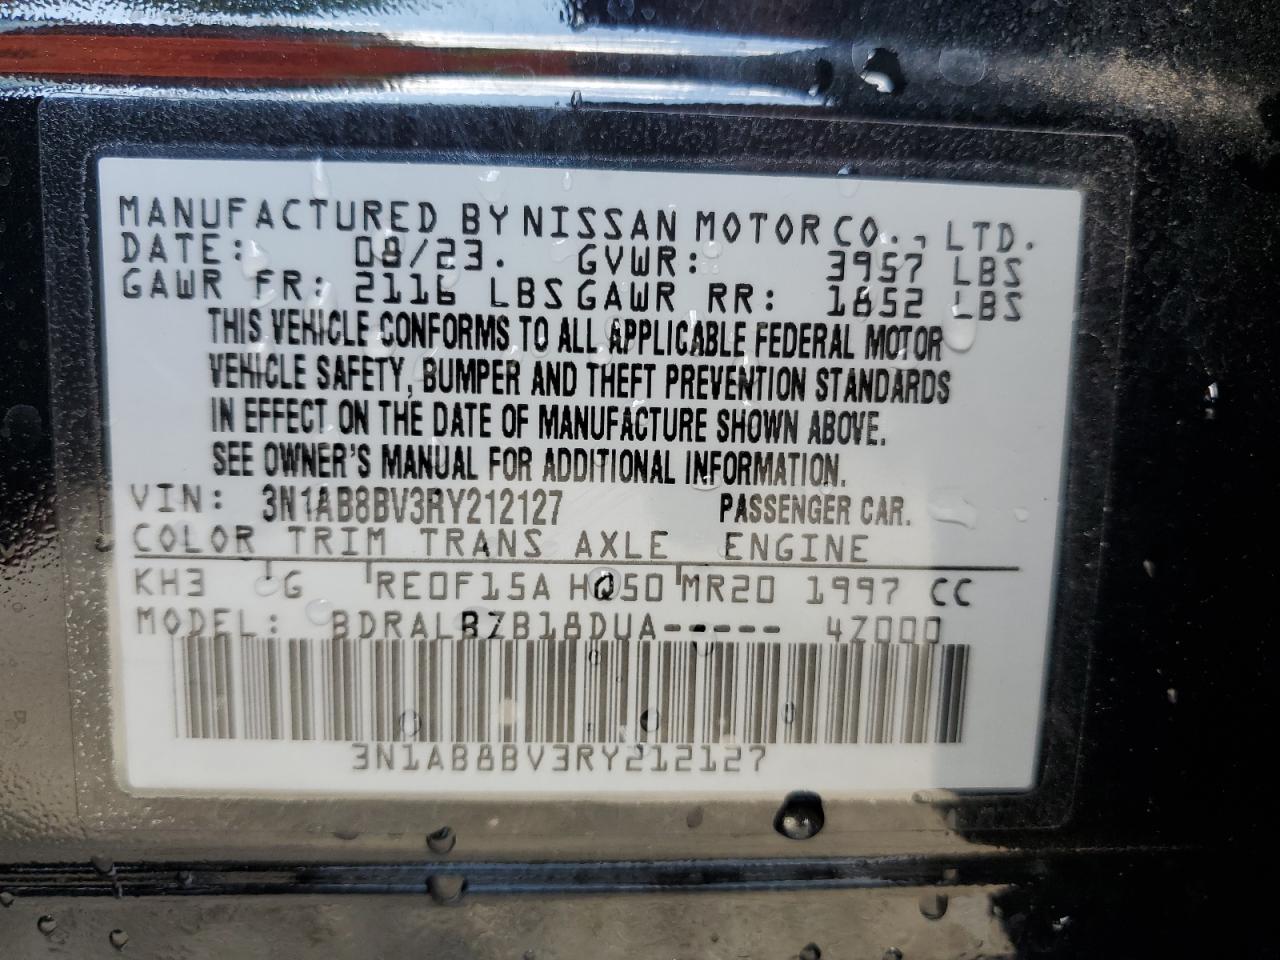 MANUFACTURED BY NISSAN MOTOR CO., LTD.
DATE: 08/23. GVWR: 3957 LBS
GAWR FR: 2116 LBS GAWR RR: 1852 LBS
THIS VEHICLE CONFORMS TO ALL APPLICABLE FEDERAL MOTOR
VEHICLE SAFETY, BUMPER AND THEFT PREVENTION STANDARDS
IN EFFECT ON THE DATE OF MANUFACTURE SHOWN ABOVE.
SEE OWNER'S MANUAL FOR ADDITIONAL INFORMATION.
VIN: 3N1AB8BV3RY212127 PASSENGER CAR.
COLOR TRIM TRANS AXLE ENGINE
KH3 G RE0F15A HQ50 MR20 1997 CC
MODEL: BDRALBZB18DUA----- 4Z000
3N1AB8BV3RY212127